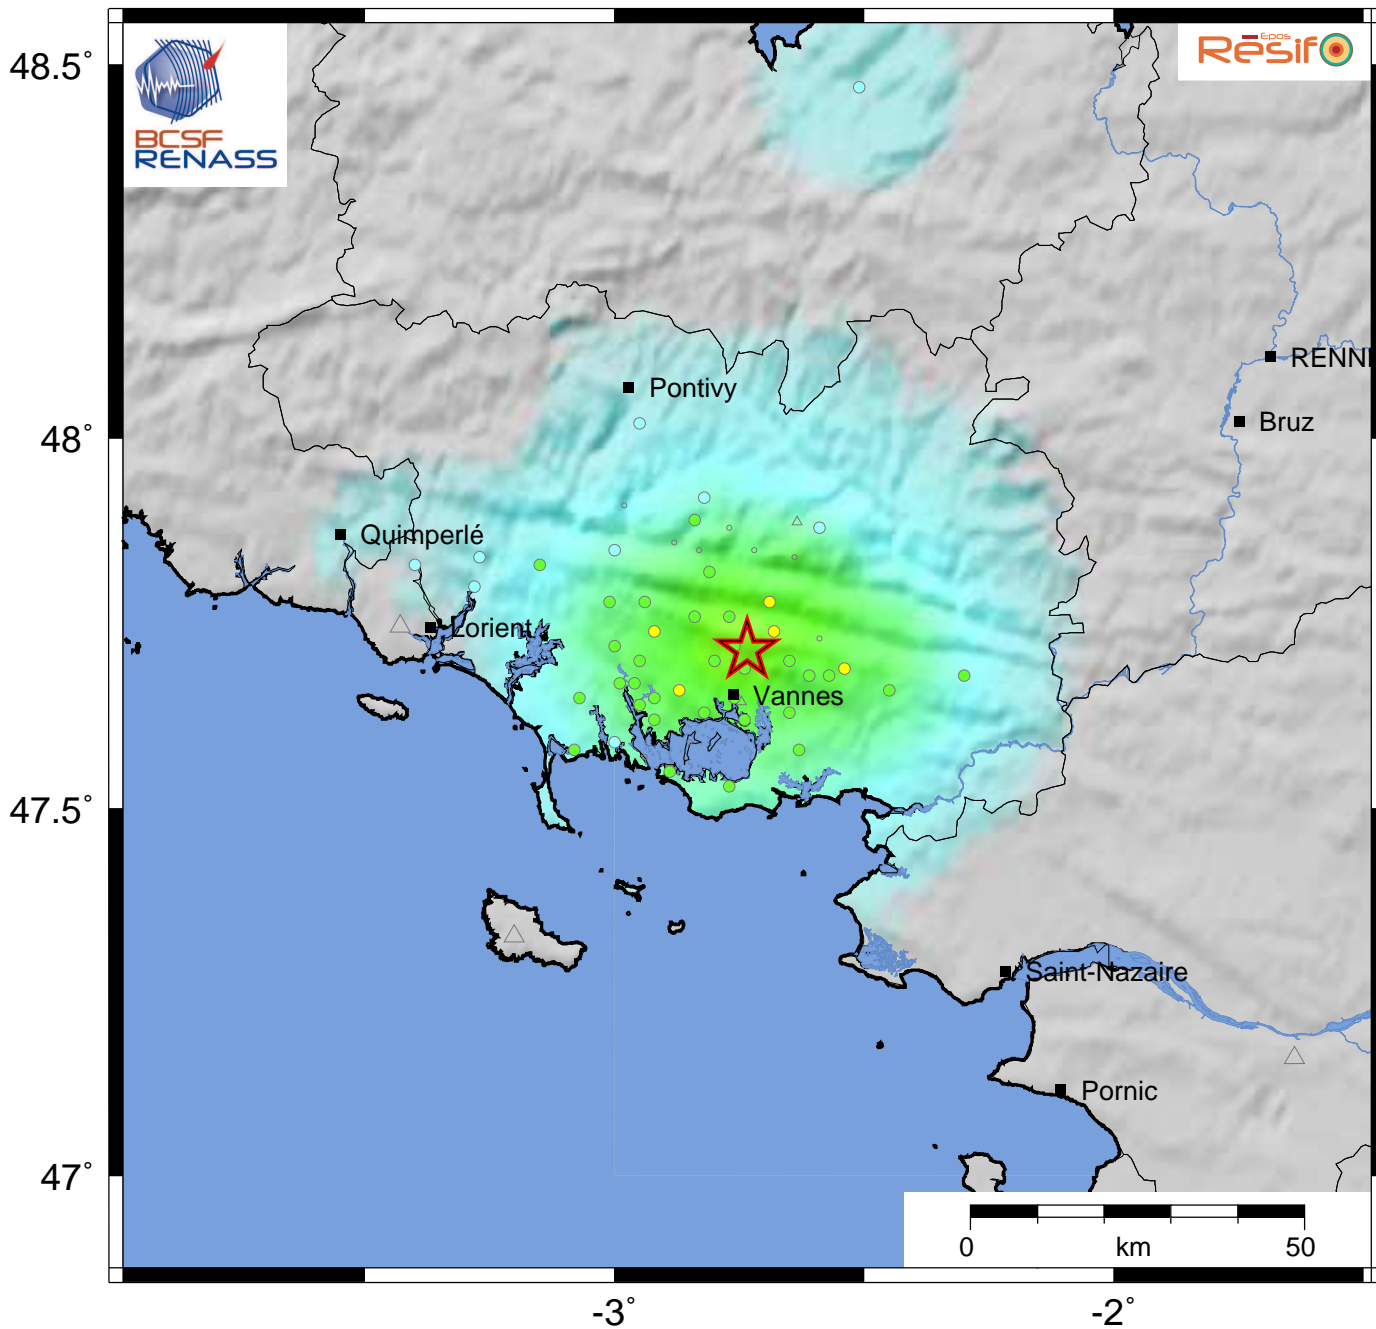 48.5°
BCSF
RENASS
Epos
Résif
RENN
Pontivy
Bruz
48°
Quimperlé
Lorient
Vannes
47.5°
Saint-Nazaire
Pornic
47°
0 km 50
-3° -2°